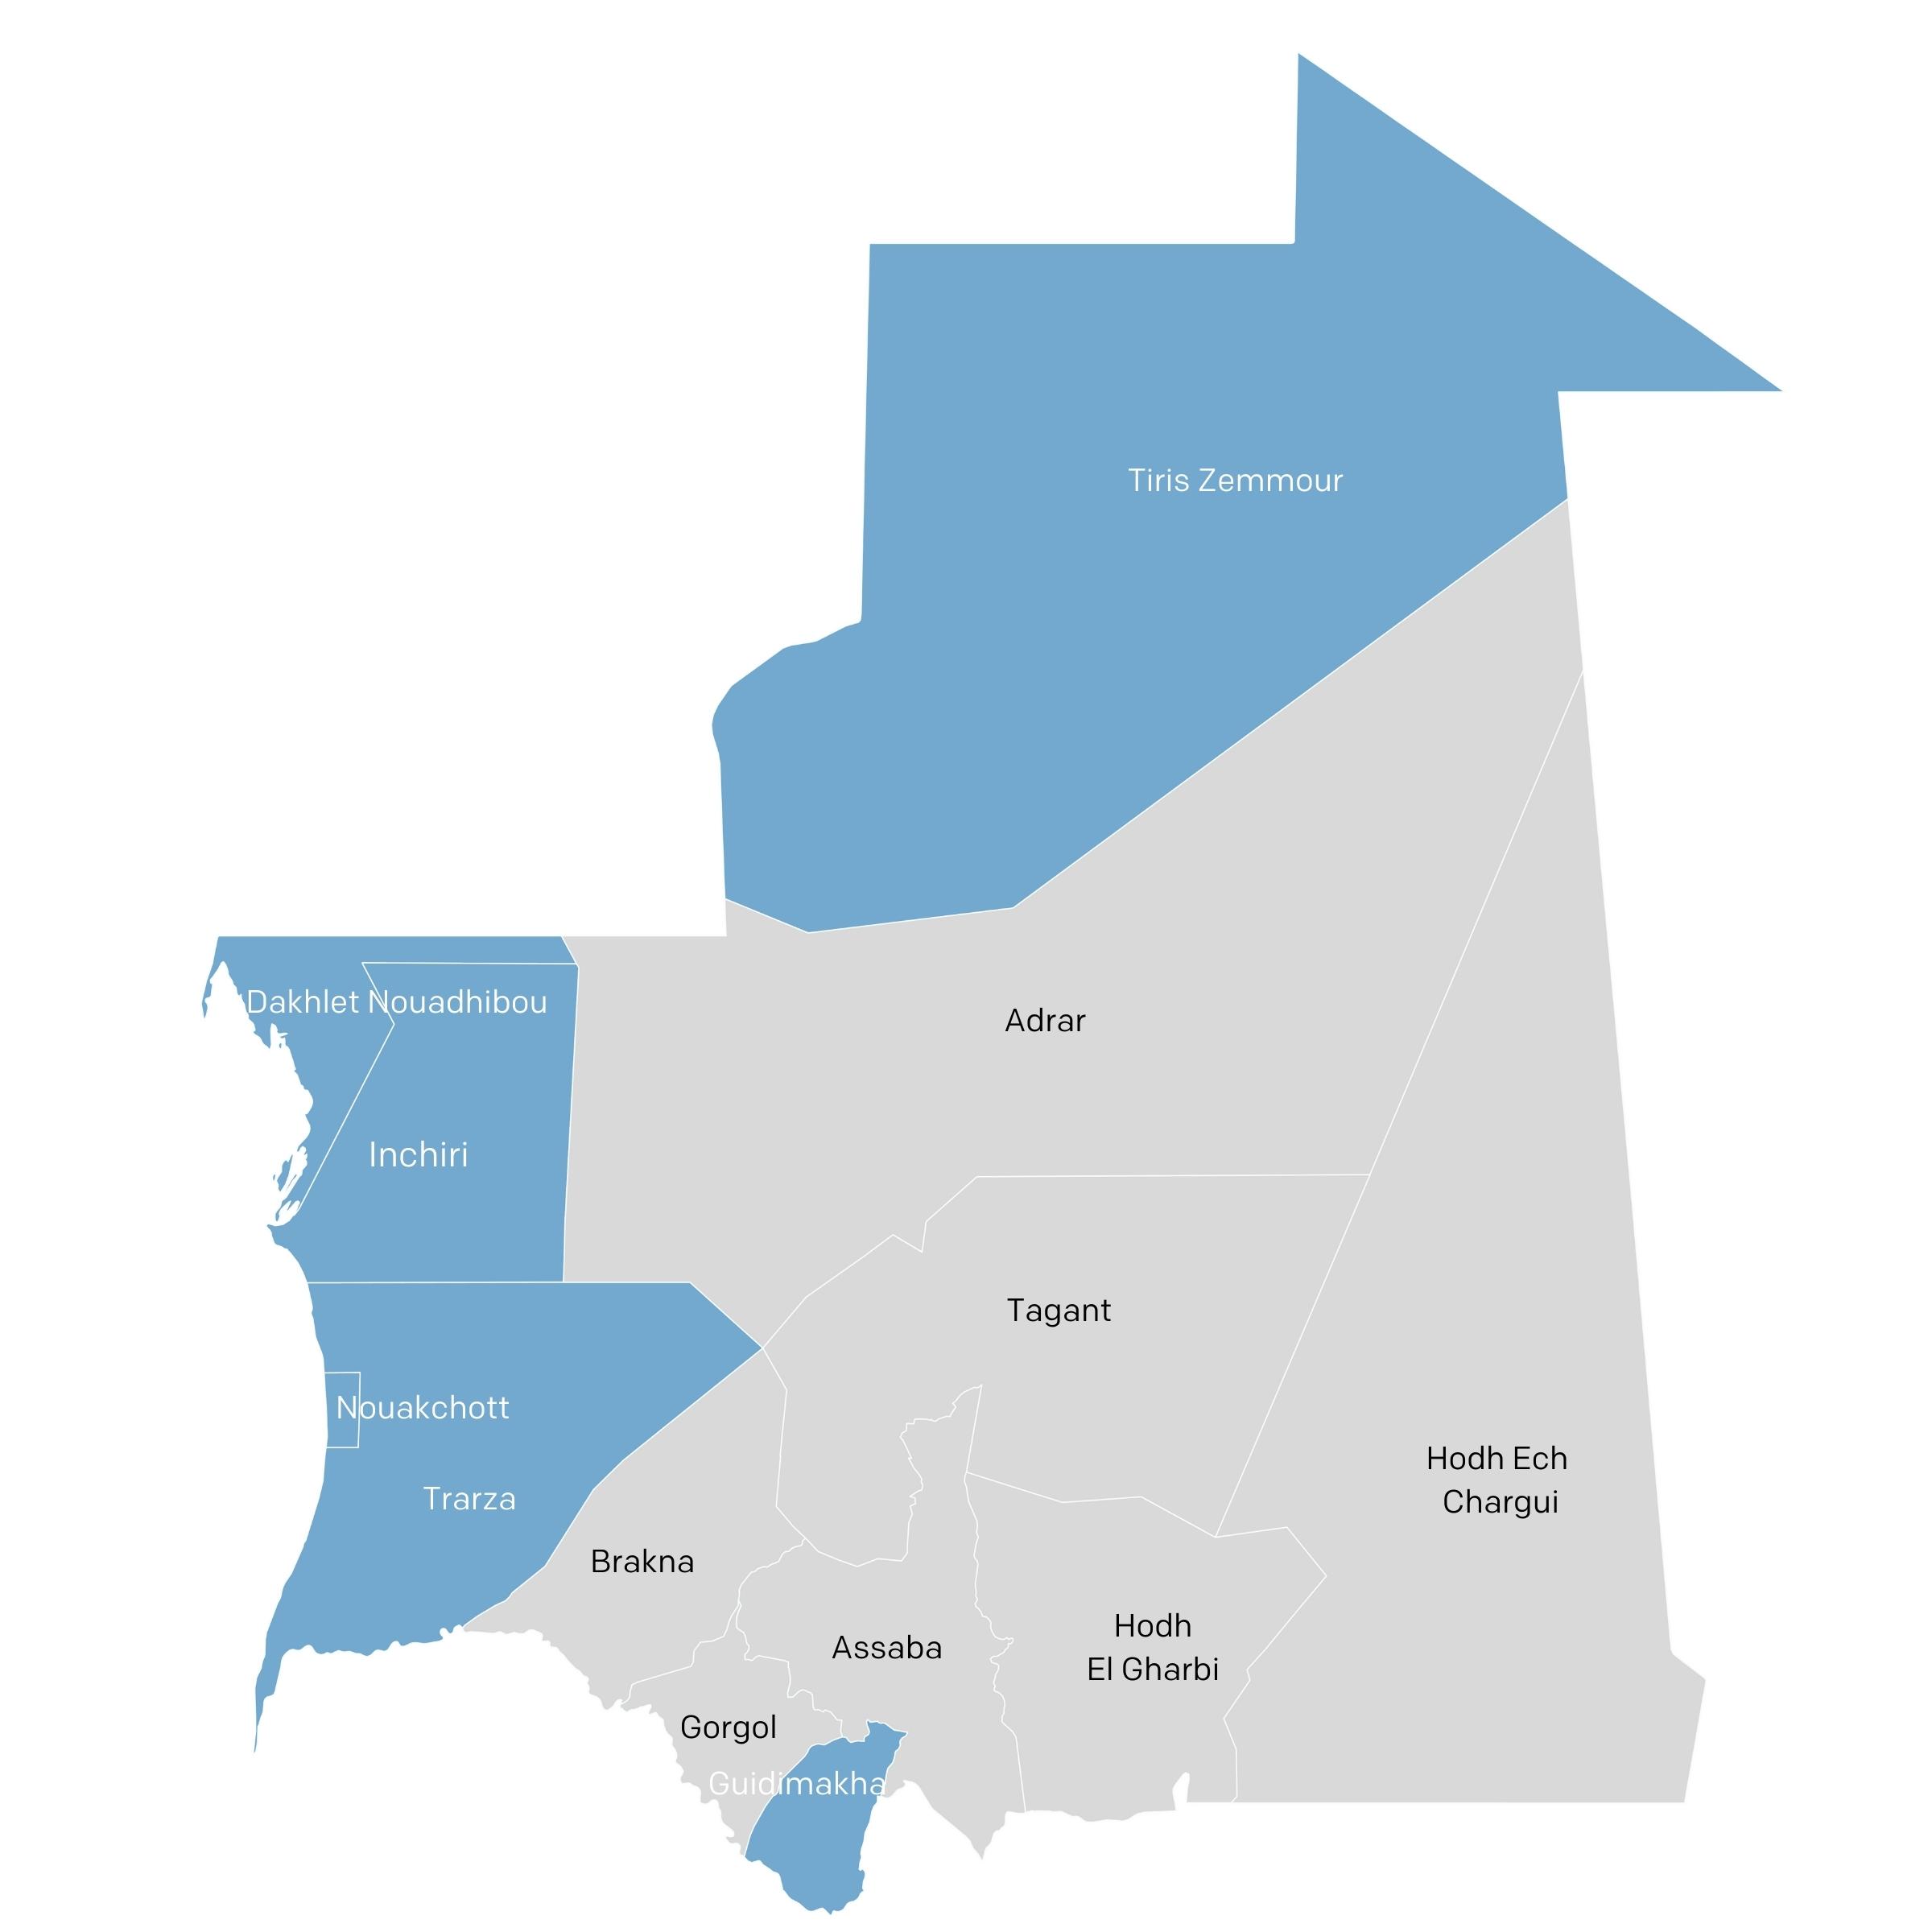 Tiris Zemmour
Dakhlet Nouadhibou
Adrar
Inchiri
Tagant
Nouakchott
Hodh Ech
Chargui
Trarza
Brakna
Hodh
El Gharbi
Assaba
Gorgol
Guidimakha